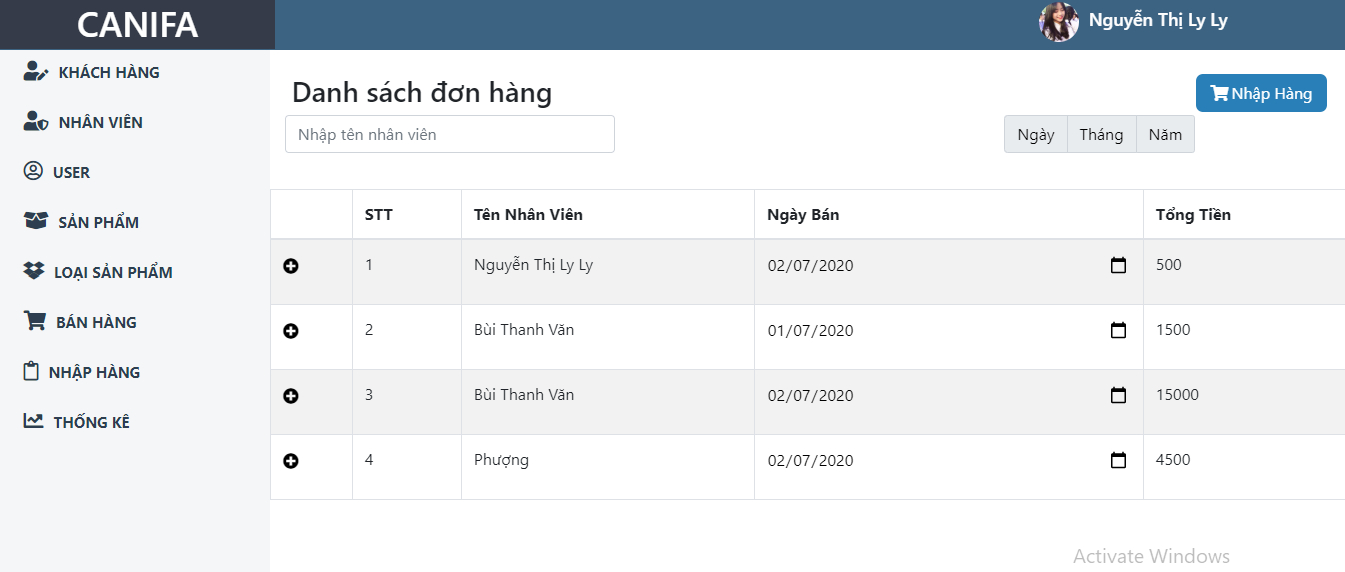 CANIFA
Nguyễn Thị Ly Ly
KHÁCH HÀNG
NHÂN VIÊN
USER
SẢN PHẨM
LOẠI SẢN PHẨM
BÁN HÀNG
NHẬP HÀNG
THỐNG KÊ
Danh sách đơn hàng
Nhập Hàng
Nhập tên nhân viên
Ngày Tháng Năm
STT Tên Nhân Viên Ngày Bán Tổng Tiền
1 Nguyễn Thị Ly Ly 02/07/2020 500
2 Bùi Thanh Văn 01/07/2020 1500
3 Bùi Thanh Văn 02/07/2020 15000
4 Phượng 02/07/2020 4500
Activate Windows